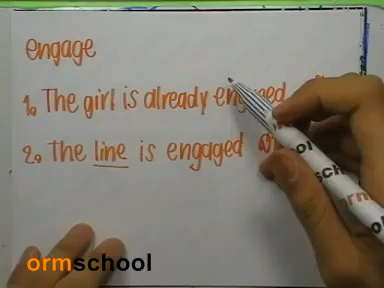 engage
1. The girl is already engaged
2. The line is engaged
ormschool